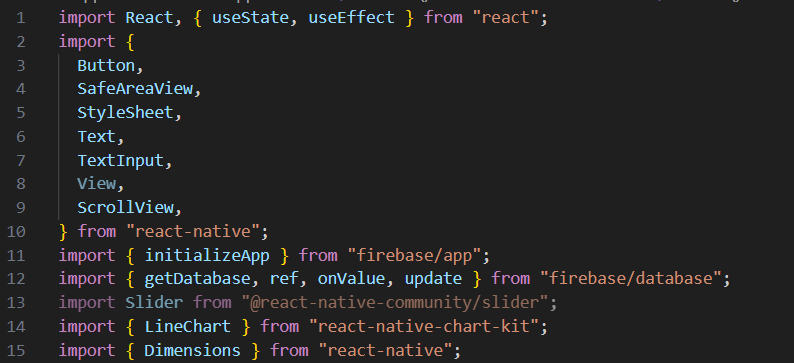 1 import React, { useState, useEffect } from "react";
2 import {
3 Button,
4 SafeAreaView,
5 StyleSheet,
6 Text,
7 TextInput,
8 View,
9 ScrollView,
10 } from "react-native";
11 import { initializeApp } from "firebase/app";
12 import { getDatabase, ref, onValue, update } from "firebase/database";
13 import Slider from "@react-native-community/slider";
14 import { LineChart } from "react-native-chart-kit";
15 import { Dimensions } from "react-native";